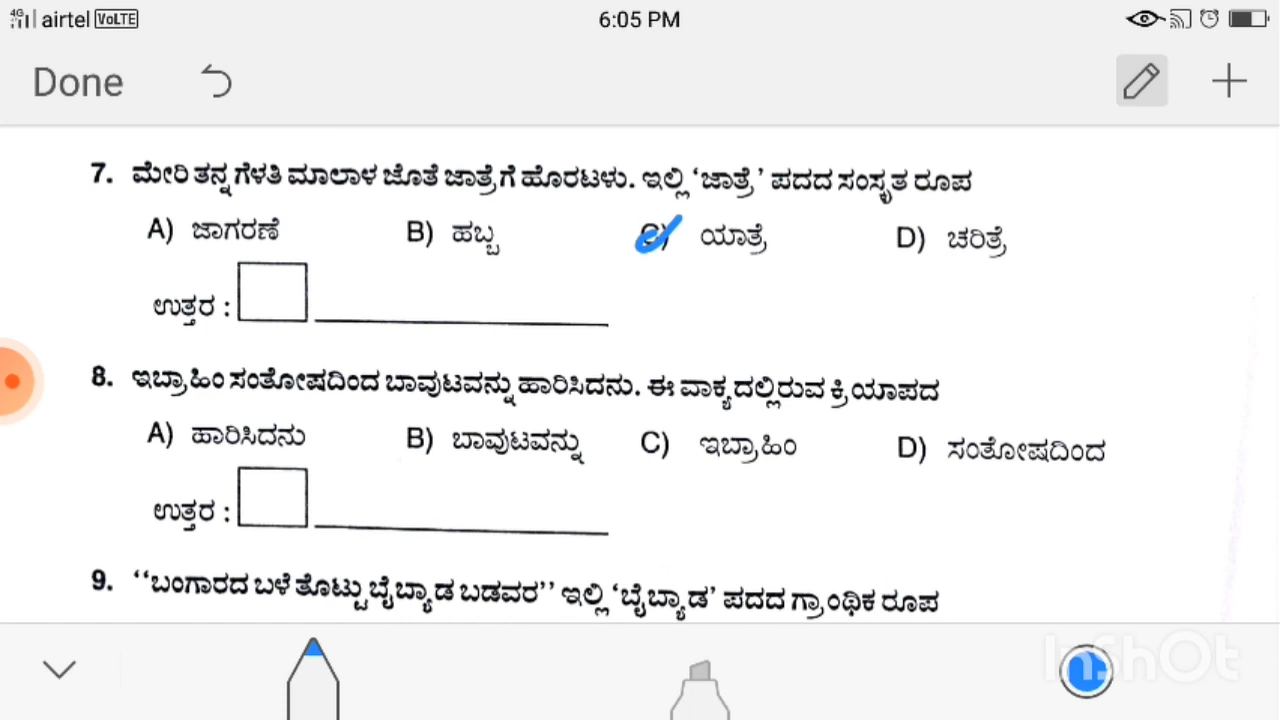 4G airtel VoLTE 6:05 PM
Done
7. ಮೇರಿ ತನ್ನ ಗೆಳತಿ ಮಾಲಾಳ ಜೊತೆ ಜಾತ್ರೆಗೆ ಹೊರಟಳು. ಇಲ್ಲಿ ‘ಜಾತ್ರೆ’ ಪದದ ಸಂಸ್ಕೃತ ರೂಪ
A) ಜಾಗರಣೆ B) ಹಬ್ಬ C) ಯಾತ್ರೆ D) ಚರಿತ್ರೆ
ಉತ್ತರ :
8. ಇಬ್ರಾಹಿಂ ಸಂತೋಷದಿಂದ ಬಾವುಟವನ್ನು ಹಾರಿಸಿದನು. ಈ ವಾಕ್ಯದಲ್ಲಿರುವ ಕ್ರಿಯಾಪದ
A) ಹಾರಿಸಿದನು B) ಬಾವುಟವನ್ನು C) ಇಬ್ರಾಹಿಂ D) ಸಂತೋಷದಿಂದ
ಉತ್ತರ :
9. ‘‘ಬಂಗಾರದ ಬಳೆ ತೊಟ್ಟು ಬೈಬ್ಯಾಡ ಬಡವರ’’ ಇಲ್ಲಿ ‘ಬೈಬ್ಯಾಡ’ ಪದದ ಗ್ರಾಂಥಿಕ ರೂಪ
InShOt